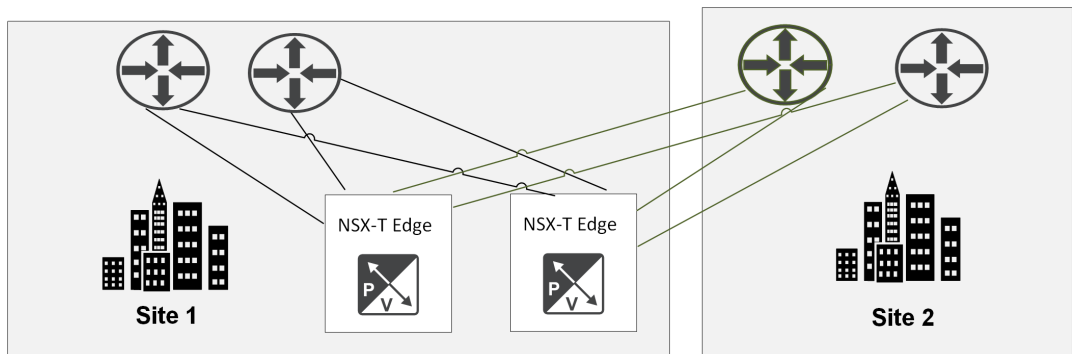 NSX-T Edge
NSX-T Edge
P
V
P
V
Site 1
Site 2